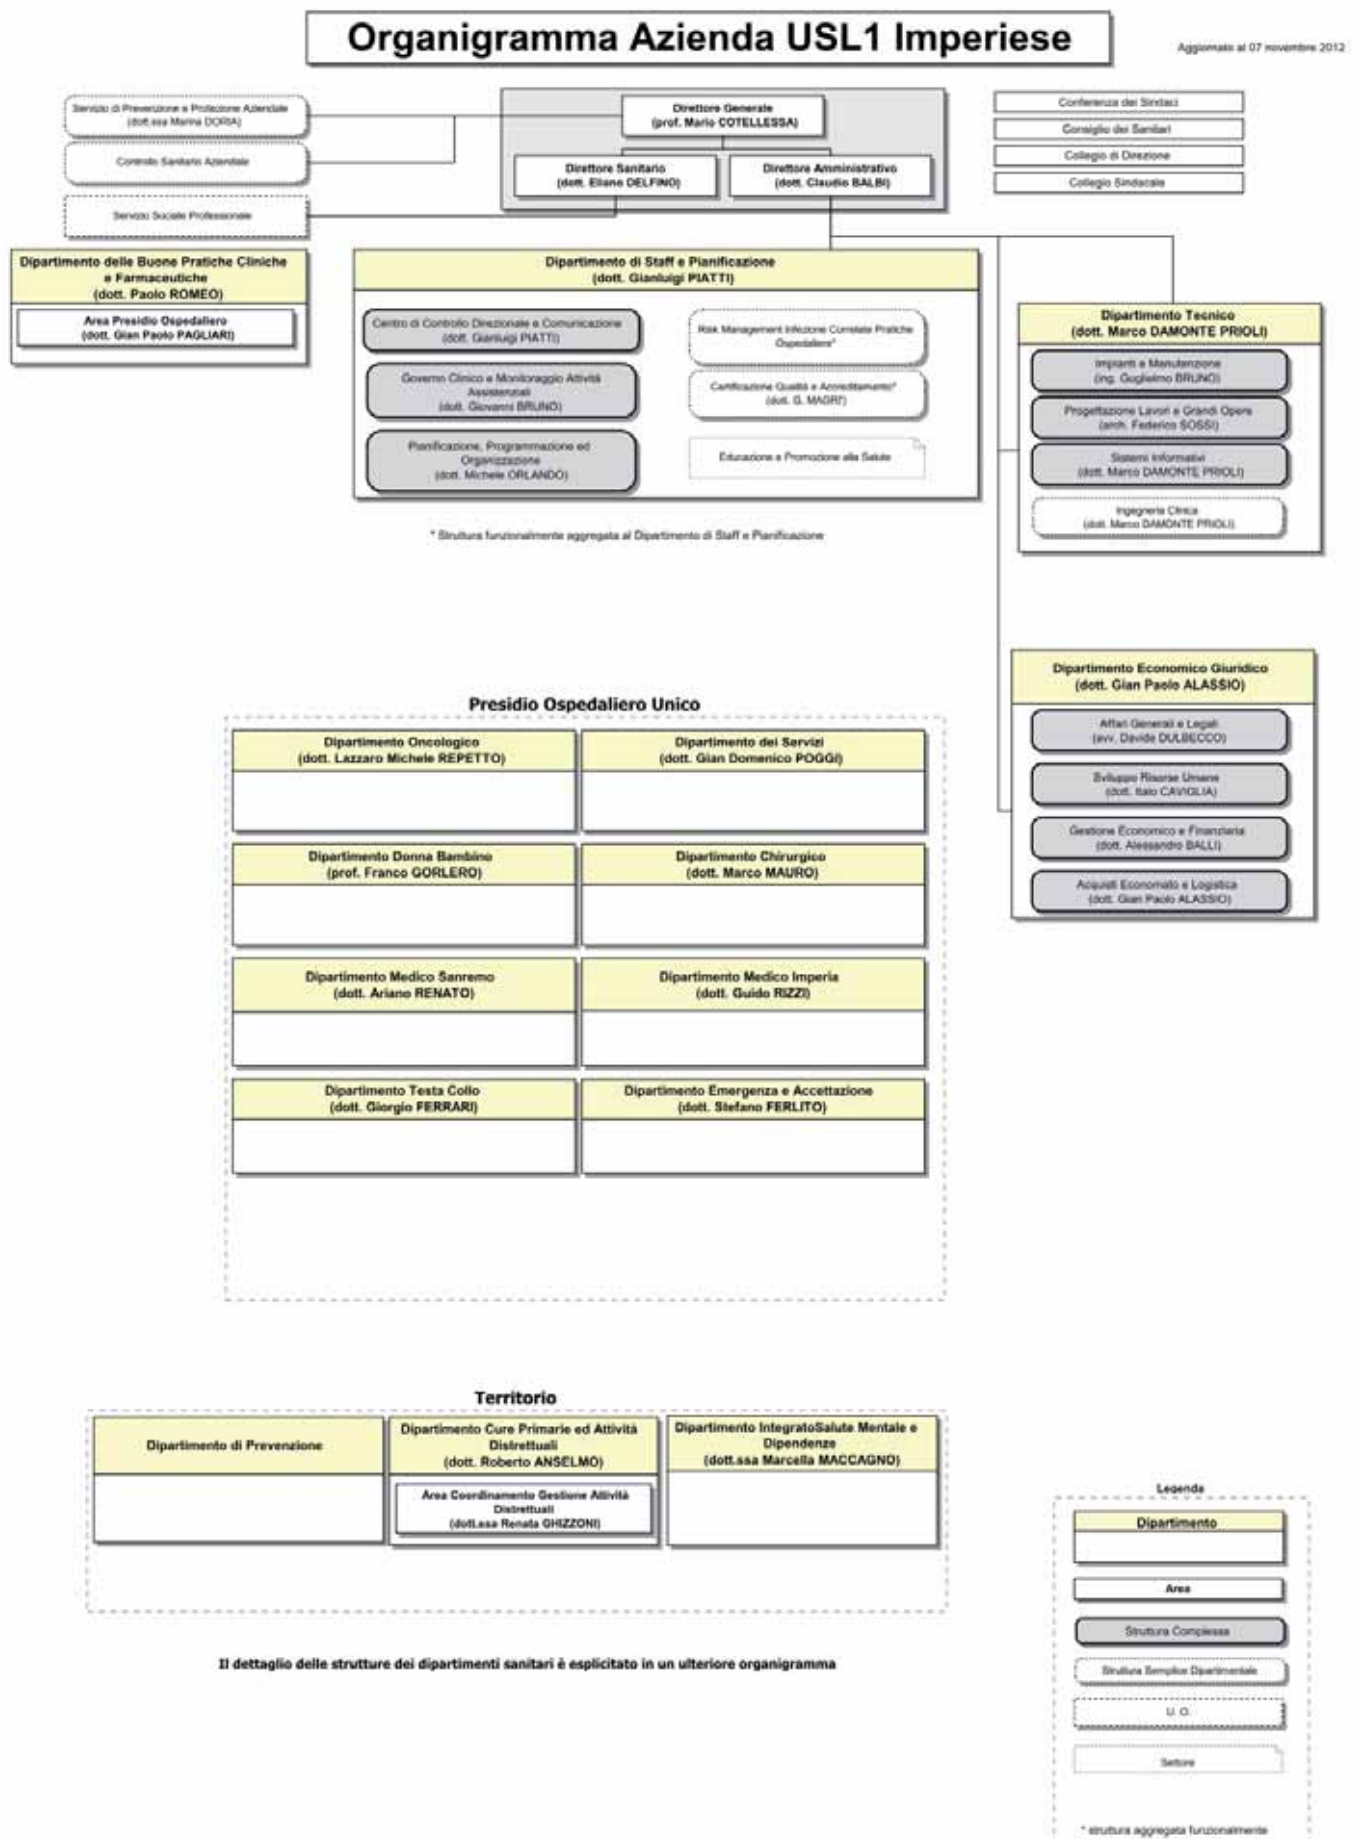 Organigramma Azienda USL1 Imperiese
Aggiornato al 07 novembre 2012
Servizio di Prevenzione e Protezione Aziendale
(dott.ssa Marina DORIA)
Controllo Sanitario Aziendale
Servizio Sociale Professionale
Direttore Generale
(prof. Mario COTELLESSA)
Direttore Sanitario
(dott. Eliano DELFINO)
Direttore Amministrativo
(dott. Claudio BALBI)
Conferenza dei Sindaci
Consiglio dei Sanitari
Collegio di Direzione
Collegio Sindacale
Dipartimento delle Buone Pratiche Cliniche
e Farmaceutiche
(dott. Paolo ROMEO)
Area Presidio Ospedaliero
(dott. Gian Paolo PAGLIARI)
Dipartimento di Staff e Pianificazione
(dott. Gianluigi PIATTI)
Centro di Controllo Direzionale e Comunicazione
(dott. Gianluigi PIATTI)
Governo Clinico e Monitoraggio Attività
Assistenziali
(dott. Giovanni BRUNO)
Pianificazione, Programmazione ed
Organizzazione
(dott. Michele ORLANDO)
Risk Management Infezione Correlate Pratiche
Ospedaliere*
Certificazione Qualità e Accreditamento*
(dott. G. MAGRI')
Educazione e Promozione alla Salute
* Struttura funzionalmente aggregata al Dipartimento di Staff e Pianificazione
Dipartimento Tecnico
(dott. Marco DAMONTE PRIOLI)
Impianti e Manutenzione
(ing. Guglielmo BRUNO)
Progettazione Lavori e Grandi Opere
(arch. Federico SOSSI)
Sistemi Informativi
(dott. Marco DAMONTE PRIOLI)
Ingegneria Clinica
(dott. Marco DAMONTE PRIOLI)
Dipartimento Economico Giuridico
(dott. Gian Paolo ALASSIO)
Affari Generali e Legali
(avv. Davide DULBECCO)
Sviluppo Risorse Umane
(dott. Italo CAVIGLIA)
Gestione Economico e Finanziaria
(dott. Alessandro BALLI)
Acquisti Economato e Logistica
(dott. Gian Paolo ALASSIO)
Presidio Ospedaliero Unico
Dipartimento Oncologico
(dott. Lazzaro Michele REPETTO)
Dipartimento dei Servizi
(dott. Gian Domenico POGGI)
Dipartimento Donna Bambino
(prof. Franco GORLERO)
Dipartimento Chirurgico
(dott. Marco MAURO)
Dipartimento Medico Sanremo
(dott. Ariano RENATO)
Dipartimento Medico Imperia
(dott. Guido RIZZI)
Dipartimento Testa Collo
(dott. Giorgio FERRARI)
Dipartimento Emergenza e Accettazione
(dott. Stefano FERLITO)
Territorio
Dipartimento di Prevenzione
Dipartimento Cure Primarie ed Attività
Distrettuali
(dott. Roberto ANSELMO)
Area Coordinamento Gestione Attività
Distrettuali
(dott.ssa Renata GHIZZONI)
Dipartimento IntegratoSalute Mentale e
Dipendenze
(dott.ssa Marcella MACCAGNO)
Il dettaglio delle strutture dei dipartimenti sanitari è esplicitato in un ulteriore organigramma
Legenda
Dipartimento
Area
Struttura Complessa
Struttura Semplice Dipartimentale
U. O.
Settore
* struttura aggregata funzionalmente